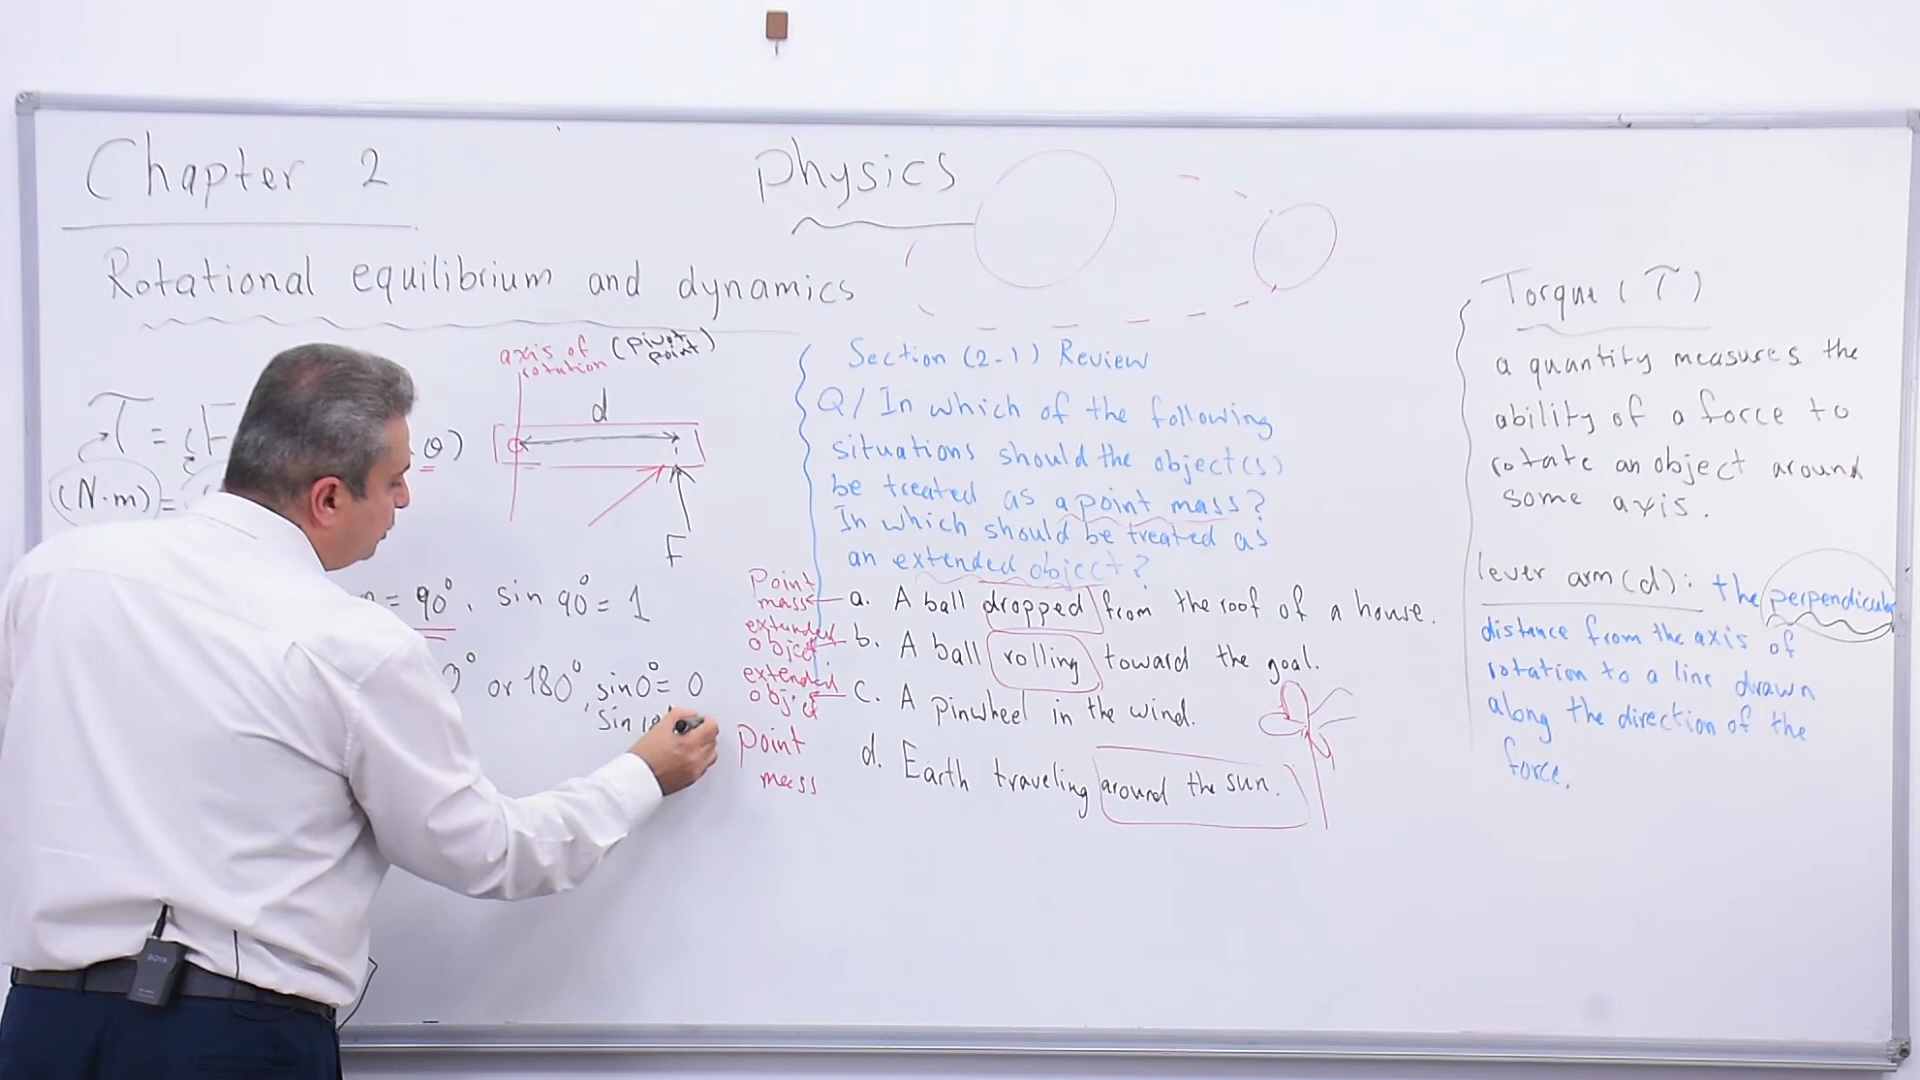 Chapter 2
Physics
Rotational equilibrium and dynamics
τ = (F
θ)
(N.m) =
axis of rotation
(pivot point)
d
F
= 90°, sin 90° = 1
or 180°, sin 0° = 0
sin
Section (2-1) Review
Q/ In which of the following
situations should the object(s)
be treated as a point mass?
In which should be treated as
an extended object?
Point
mass
a. A ball dropped from the roof of a house.
extended
object
b. A ball rolling toward the goal.
extended
object
c. A pinwheel in the wind.
Point
mass
d. Earth traveling around the sun.
Torque (τ)
a quantity measures the
ability of a force to
rotate an object around
some axis.
lever arm (d): the perpendicular
distance from the axis of
rotation to a line drawn
along the direction of the
force.
BOYA